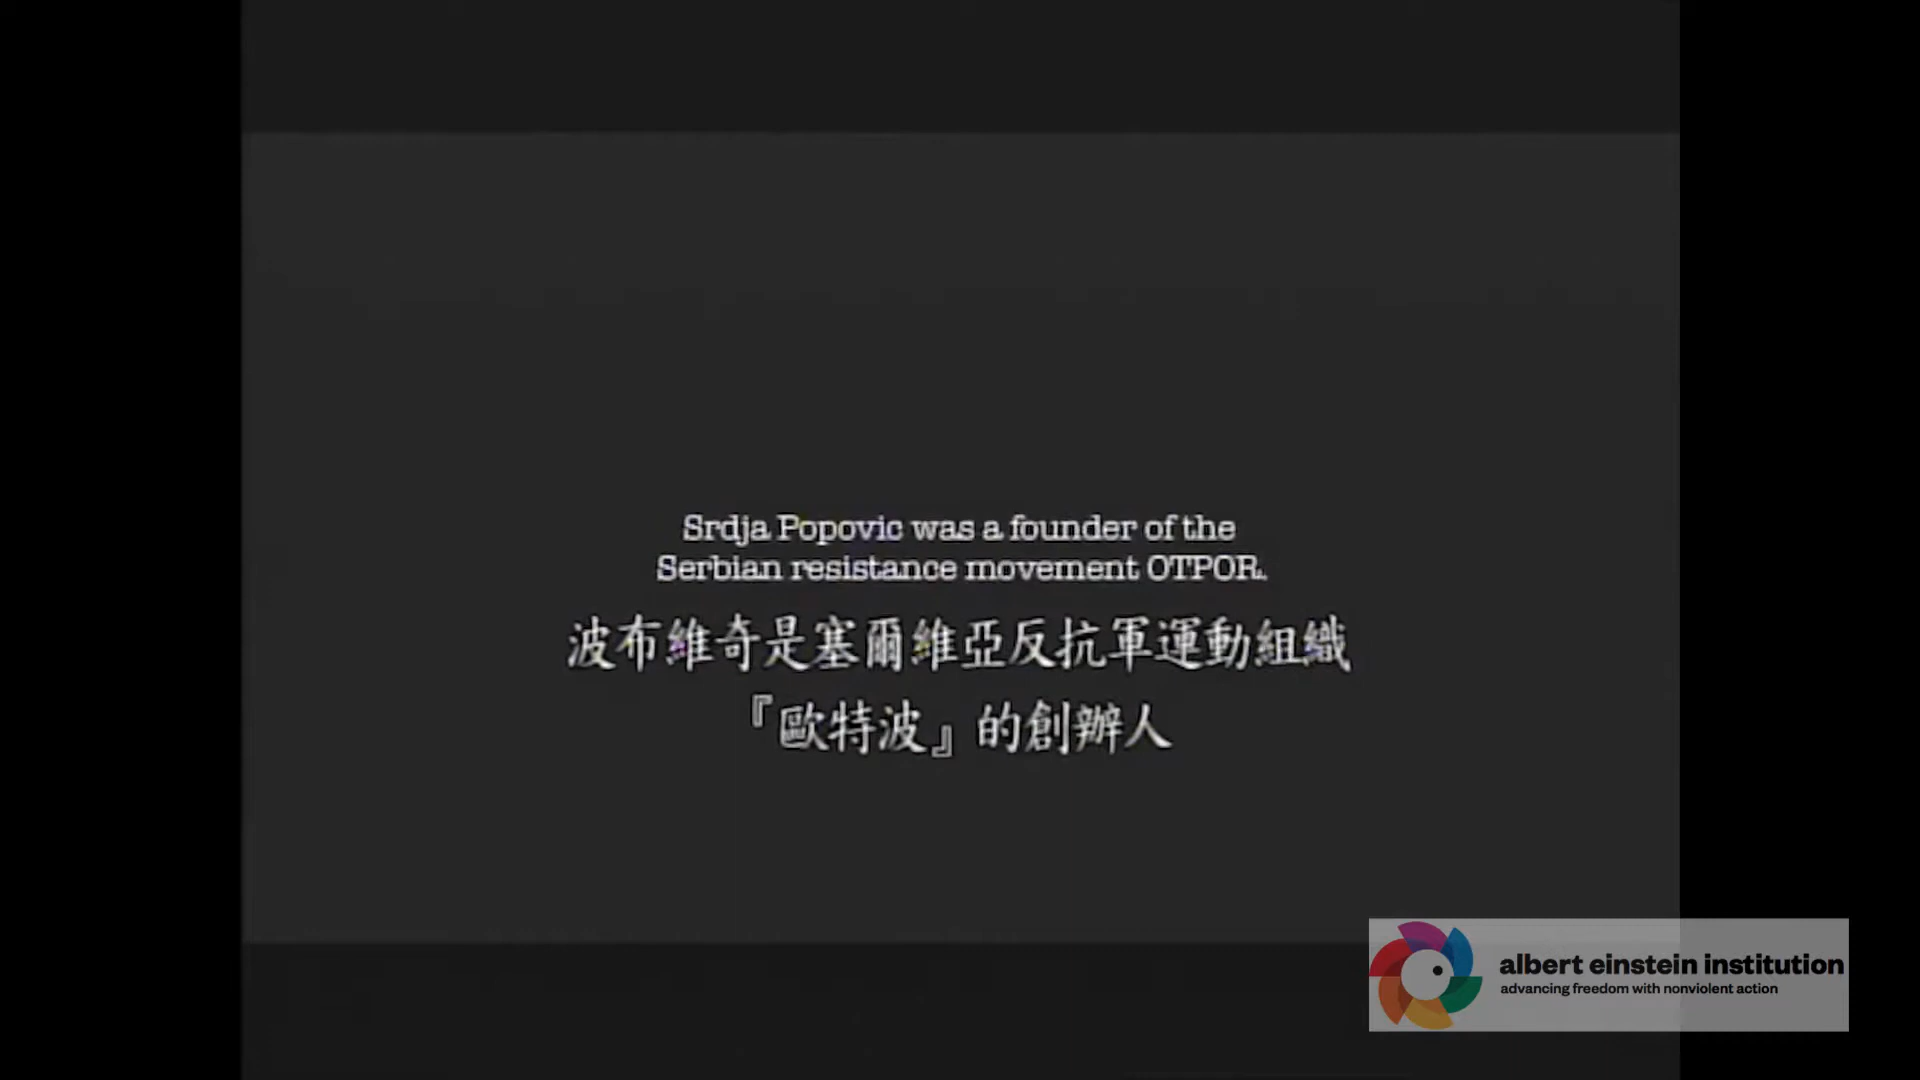 Srdja Popovic was a founder of the
Serbian resistance movement OTPOR.
波布維奇是塞爾維亞反抗軍運動組織
『歐特波』的創辦人
albert einstein institution
advancing freedom with nonviolent action